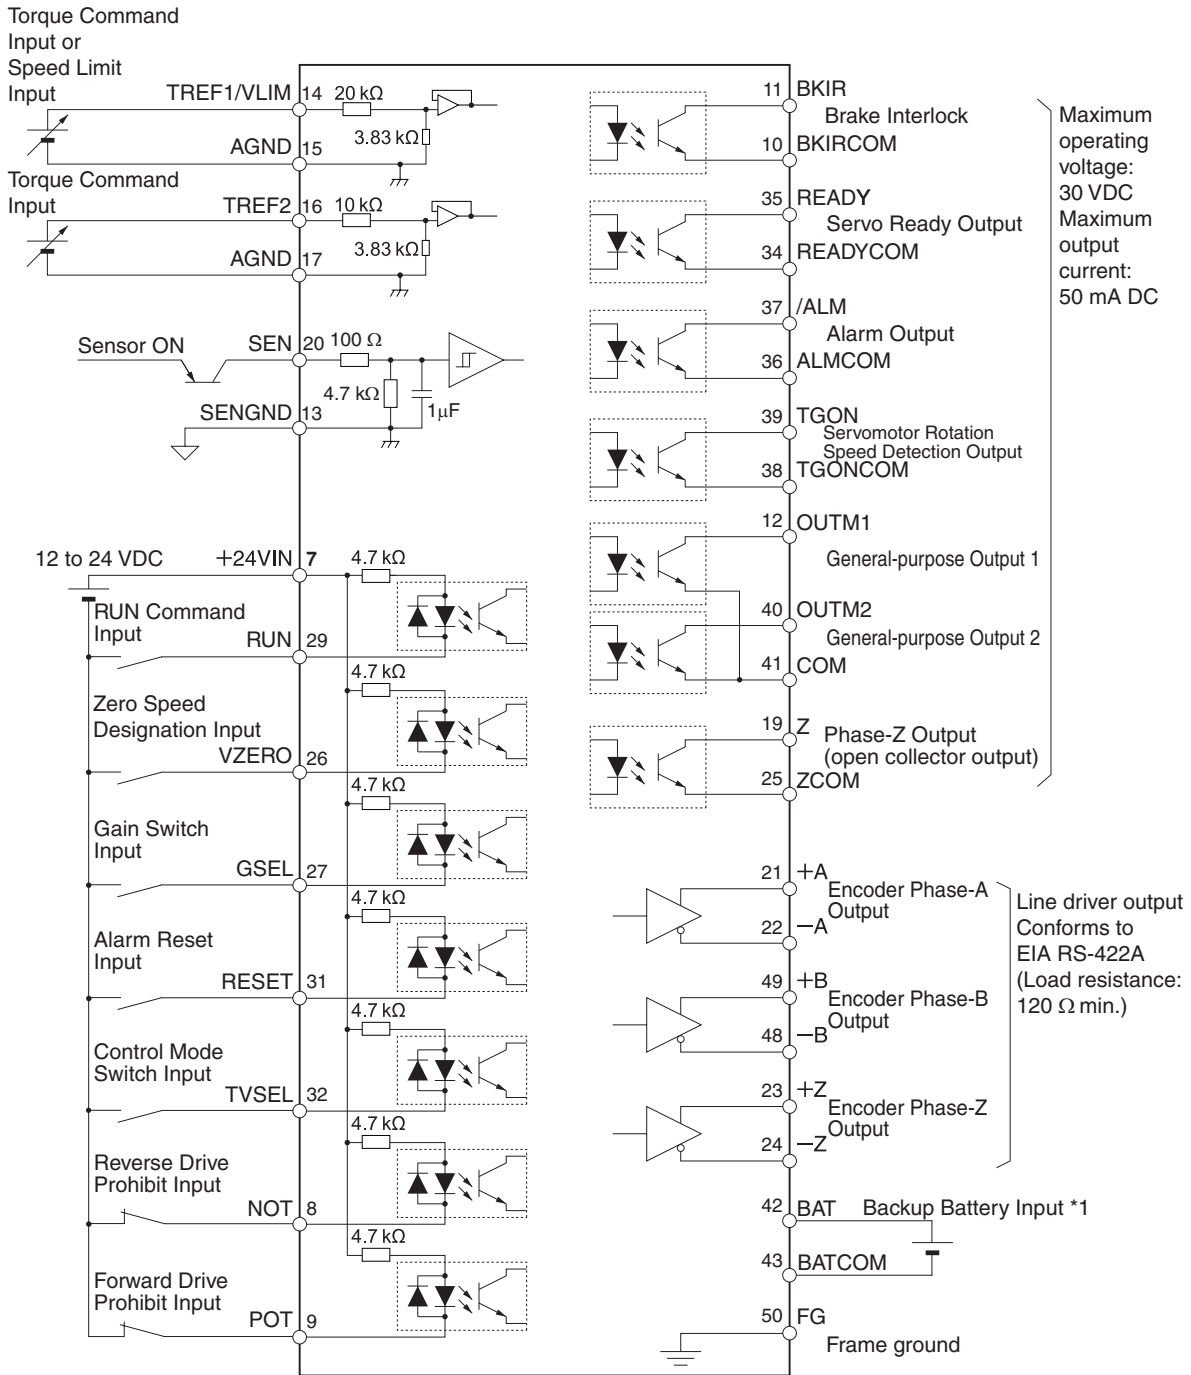 Torque Command
Input or
Speed Limit
Input
TREF1/VLIM 14 20 kΩ
3.83 kΩ
AGND 15
Torque Command
Input
TREF2 16 10 kΩ
3.83 kΩ
AGND 17
Sensor ON SEN 20 100 Ω
4.7 kΩ
1µF
SENGND 13
12 to 24 VDC +24VIN 7 4.7 kΩ
RUN Command
Input
RUN 29
4.7 kΩ
Zero Speed
Designation Input
VZERO 26
4.7 kΩ
Gain Switch
Input
GSEL 27
4.7 kΩ
Alarm Reset
Input
RESET 31
4.7 kΩ
Control Mode
Switch Input
TVSEL 32
4.7 kΩ
Reverse Drive
Prohibit Input
NOT 8
4.7 kΩ
Forward Drive
Prohibit Input
POT 9
11 BKIR
Brake Interlock
10 BKIRCOM
35 READY
Servo Ready Output
34 READYCOM
37 /ALM
Alarm Output
36 ALMCOM
39 TGON
Servomotor Rotation
Speed Detection Output
38 TGONCOM
12 OUTM1
General-purpose Output 1
40 OUTM2
General-purpose Output 2
41 COM
19 Z
Phase-Z Output
(open collector output)
25 ZCOM
Maximum
operating
voltage:
30 VDC
Maximum
output
current:
50 mA DC
21 +A
Encoder Phase-A
Output
22 −A
49 +B
Encoder Phase-B
Output
48 −B
23 +Z
Encoder Phase-Z
Output
24 −Z
Line driver output
Conforms to
EIA RS-422A
(Load resistance:
120 Ω min.)
42 BAT Backup Battery Input *1
43 BATCOM
50 FG
Frame ground